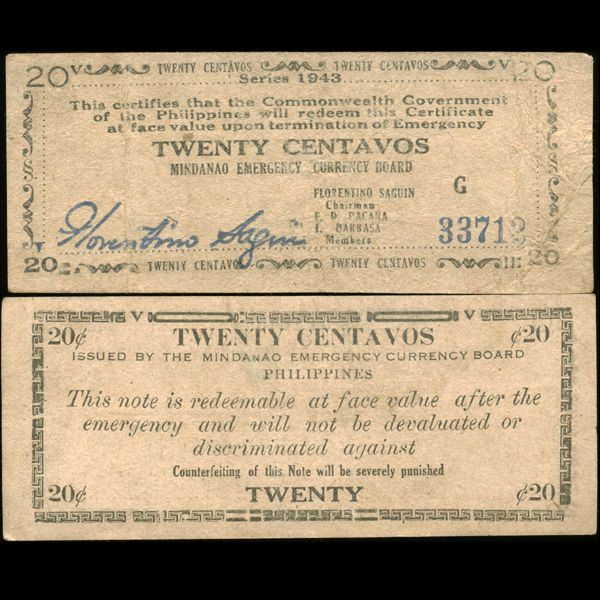 20 V TWENTY CENTAVOS TWENTY CENTAVOS V 20
Series 1943
This certifies that the Commonwealth Government
of the Philippines will redeem this Certificate
at face value upon termination of Emergency
TWENTY CENTAVOS
MINDANAO EMERGENCY CURRENCY BOARD
FLORENTINO SAGUIN
Chairman
F. D. PACANA
I. BARBASA
Members
G
33713
Florentino Saguin
20 TWENTY CENTAVOS TWENTY CENTAVOS 20
V V
20¢ TWENTY CENTAVOS ¢20
ISSUED BY THE MINDANAO EMERGENCY CURRENCY BOARD
PHILIPPINES
This note is redeemable at face value after the
emergency and will not be devaluated or
discriminated against
Counterfeiting of this Note will be severely punished
20¢ TWENTY ¢20